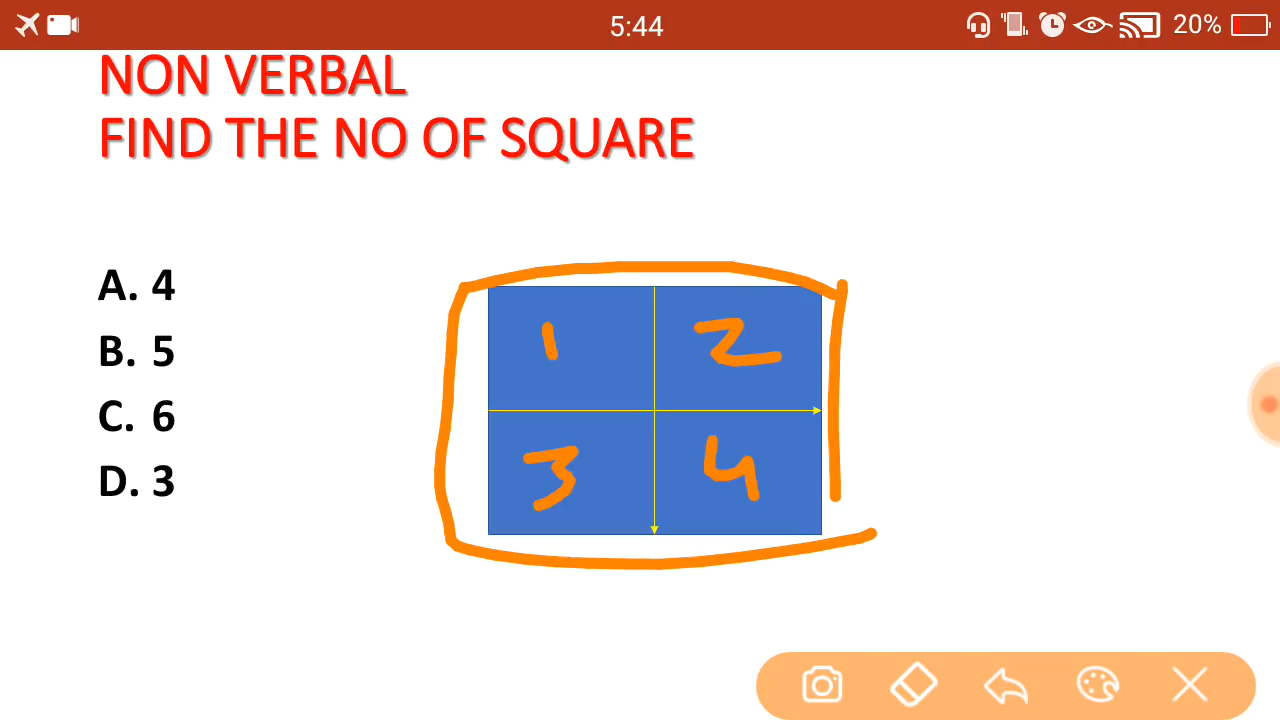 5:44
20%
NON VERBAL
FIND THE NO OF SQUARE
A. 4
B. 5
C. 6
D. 3
1 2
3 4